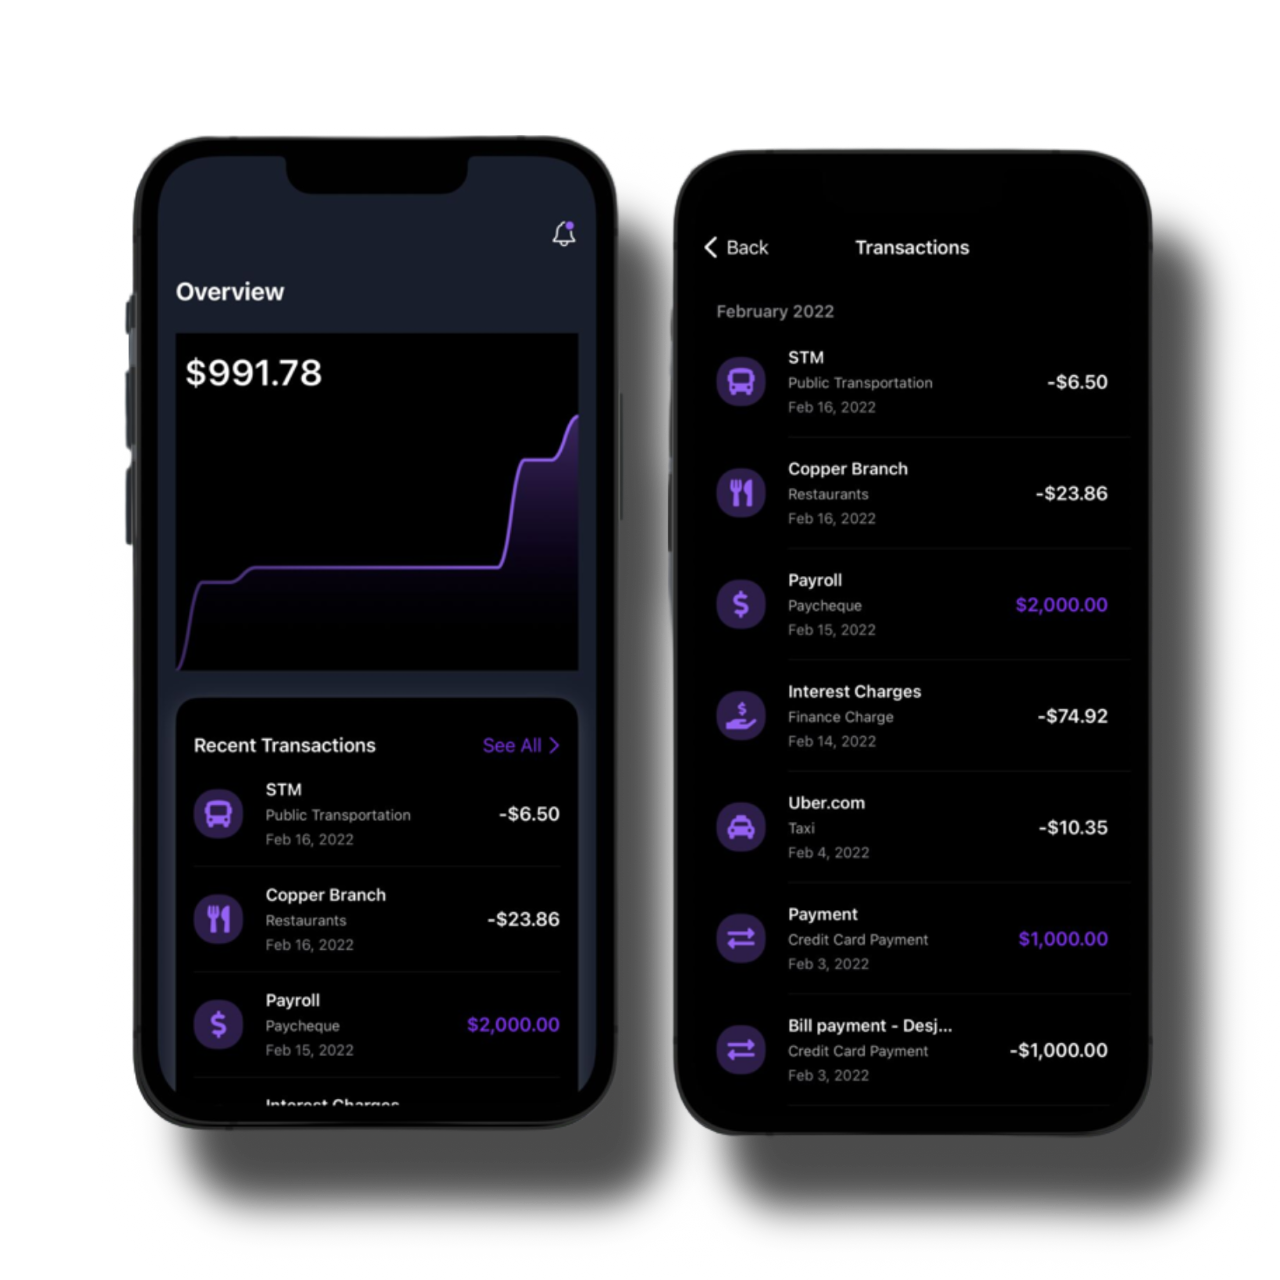 Overview
$991.78
Recent Transactions
See All
STM
Public Transportation
Feb 16, 2022
-$6.50
Copper Branch
Restaurants
Feb 16, 2022
-$23.86
Payroll
Paycheque
Feb 15, 2022
$2,000.00
Interest Charges
Back
Transactions
February 2022
STM
Public Transportation
Feb 16, 2022
-$6.50
Copper Branch
Restaurants
Feb 16, 2022
-$23.86
Payroll
Paycheque
Feb 15, 2022
$2,000.00
Interest Charges
Finance Charge
Feb 14, 2022
-$74.92
Uber.com
Taxi
Feb 4, 2022
-$10.35
Payment
Credit Card Payment
Feb 3, 2022
$1,000.00
Bill payment - Desj...
Credit Card Payment
Feb 3, 2022
-$1,000.00